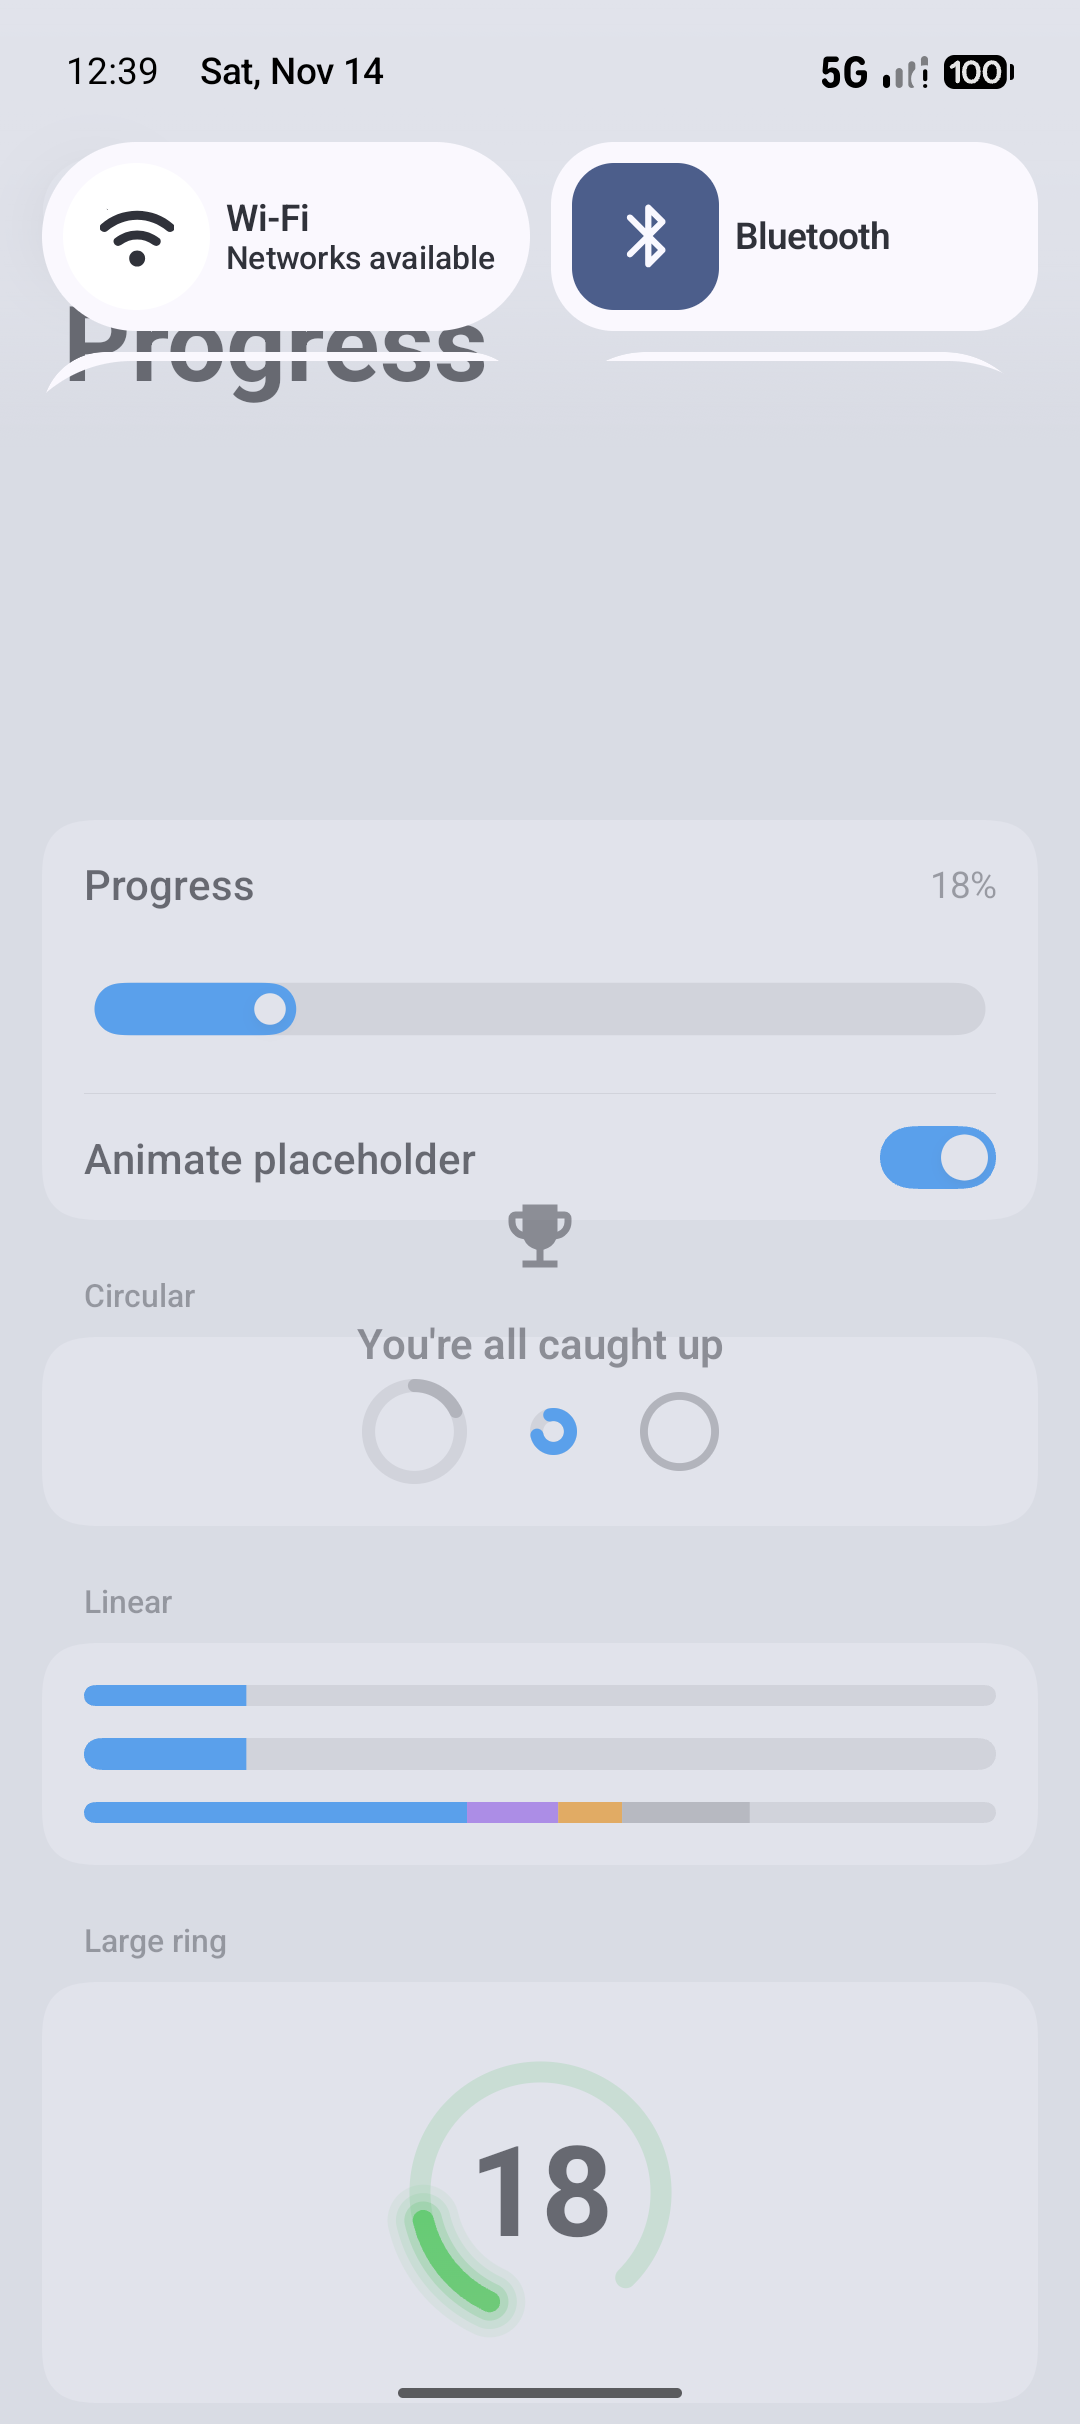 12:39 Sat, Nov 14 5G 100
Wi-Fi
Networks available
Bluetooth
Progress
Progress 18%
Animate placeholder
Circular
You're all caught up
Linear
Large ring
18